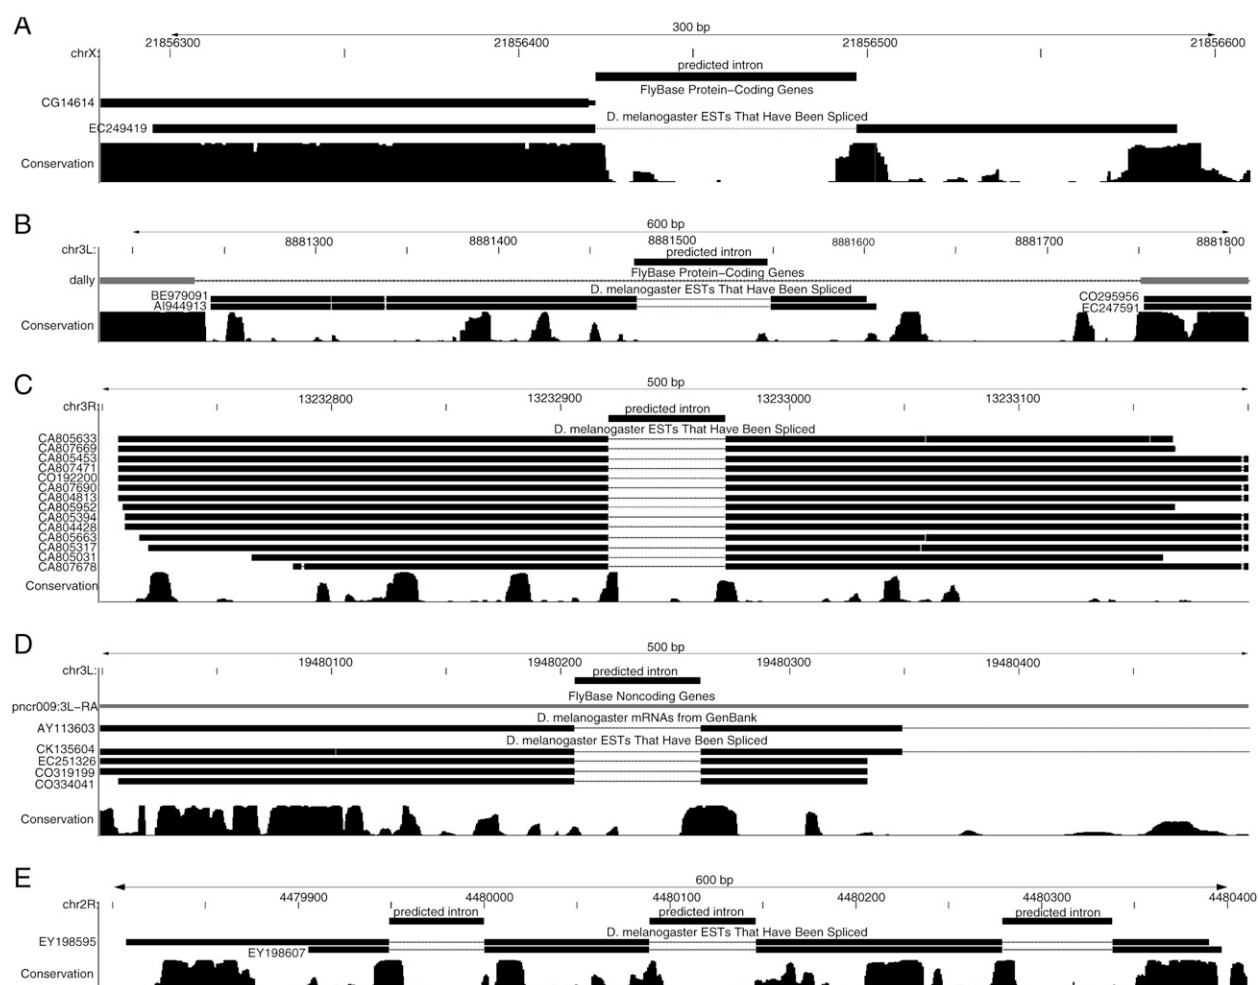 A
300 bp
21856300 21856400 21856500 21856600
chrX:
predicted intron
FlyBase Protein-Coding Genes
CG14614
D. melanogaster ESTs That Have Been Spliced
EC249419
Conservation
B
600 bp
8881300 8881400 8881500 8881600 8881700 8881800
chr3L:
predicted intron
FlyBase Protein-Coding Genes
dally
D. melanogaster ESTs That Have Been Spliced
BE979091 CO295956
AI944913 EC247591
Conservation
C
500 bp
13232800 13232900 13233000 13233100
chr3R:
predicted intron
D. melanogaster ESTs That Have Been Spliced
CA805633
CA807669
CA805453
CA807471
CO192200
CA807690
CA804813
CA805952
CA805394
CA804428
CA805663
CA805317
CA805031
CA807678
Conservation
D
500 bp
19480100 19480200 19480300 19480400
chr3L:
predicted intron
FlyBase Noncoding Genes
pncr009:3L-RA
D. melanogaster mRNAs from GenBank
AY113603
D. melanogaster ESTs That Have Been Spliced
CK135604
EC251326
CO319199
CO334041
Conservation
E
600 bp
4479900 4480000 4480100 4480200 4480300 4480400
chr2R:
predicted intron predicted intron predicted intron
D. melanogaster ESTs That Have Been Spliced
EY198595
EY198607
Conservation